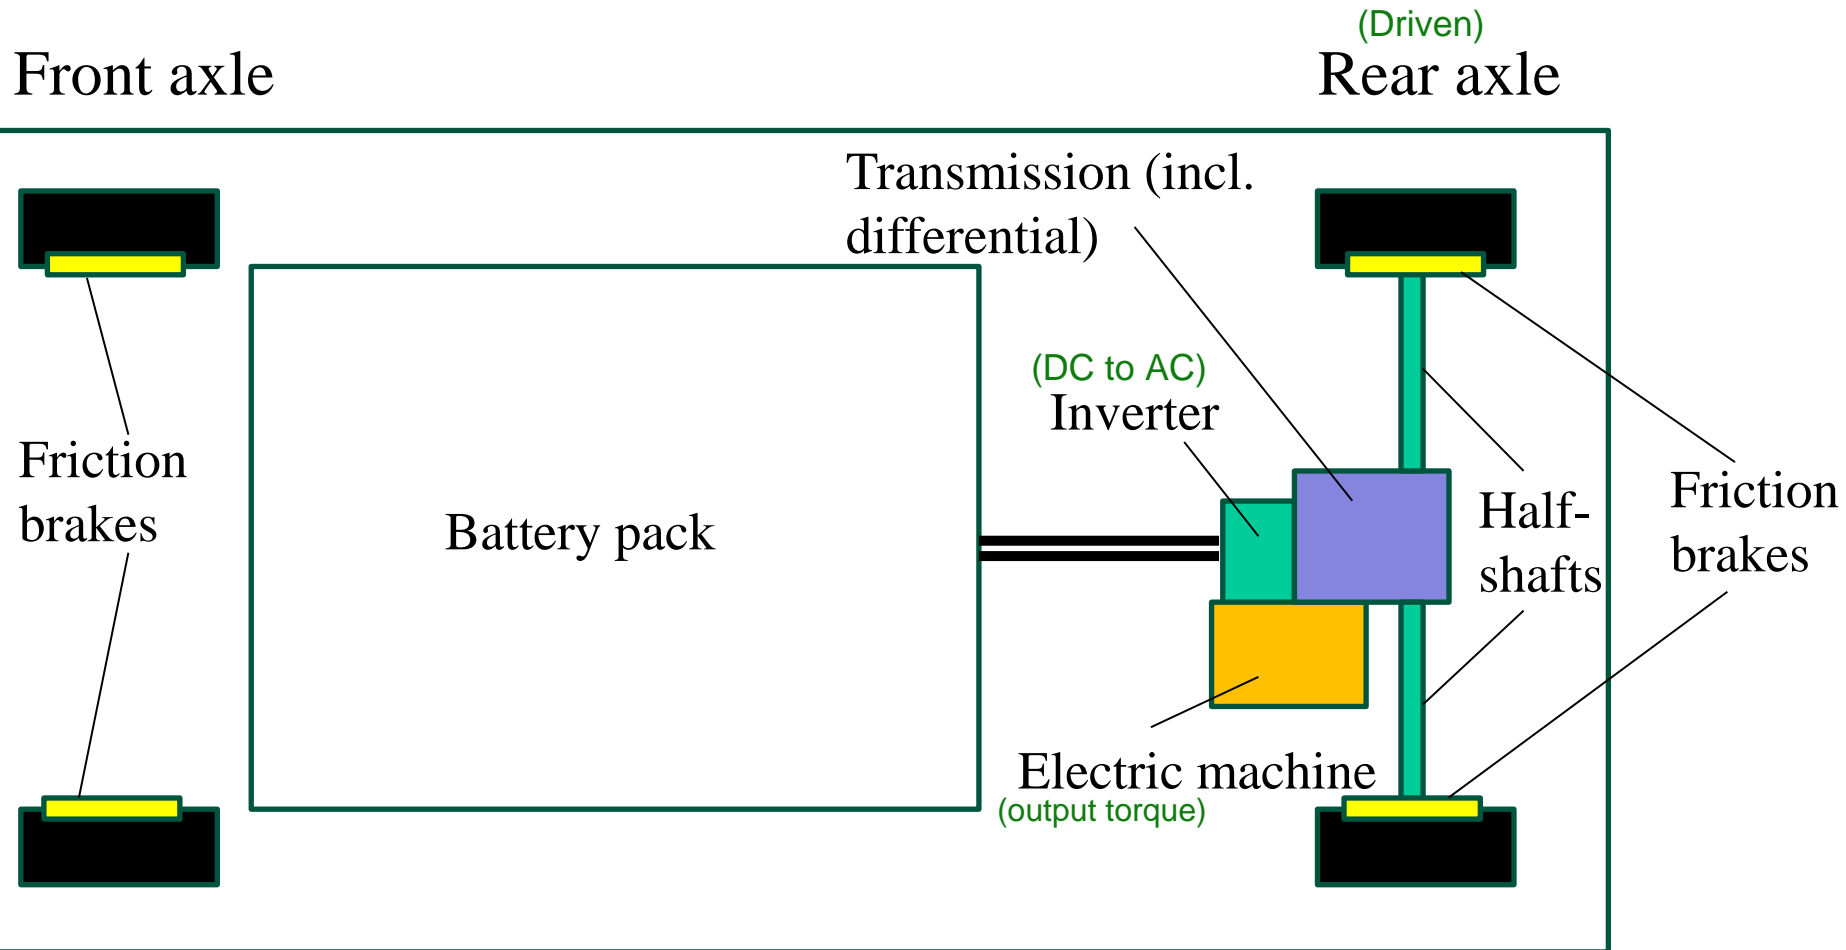 (Driven)
Front axle
Rear axle
Transmission (incl.
differential)
(DC to AC)
Inverter
Friction
brakes
Battery pack
Half-
shafts
Friction
brakes
Electric machine
(output torque)